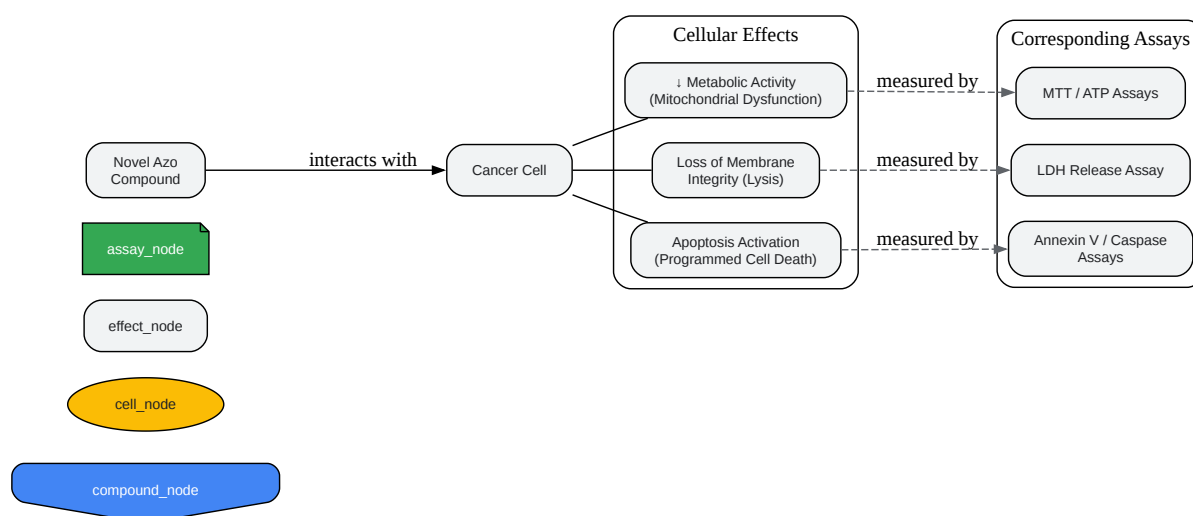 Cellular Effects
Corresponding Assays
↓ Metabolic Activity
(Mitochondrial Dysfunction)
measured by
MTT / ATP Assays
Novel Azo
Compound
interacts with
Cancer Cell
Loss of Membrane
Integrity (Lysis)
measured by
LDH Release Assay
Apoptosis Activation
(Programmed Cell Death)
measured by
Annexin V / Caspase
Assays
assay_node
effect_node
cell_node
compound_node